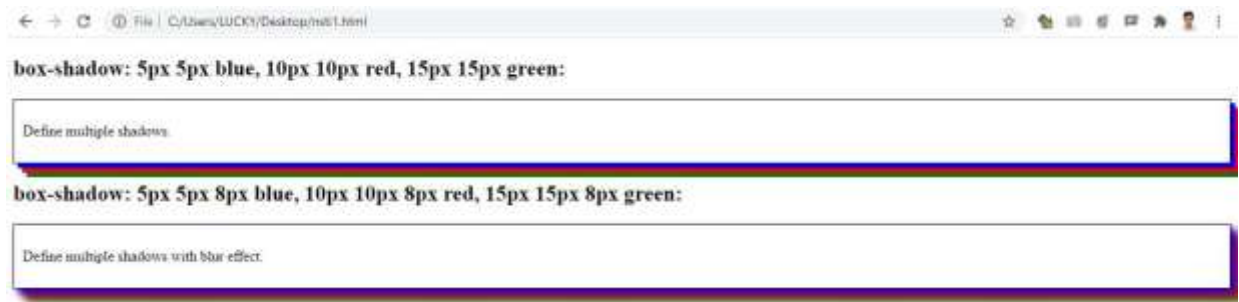 File | C:/Users/LUCKY/Desktop/nstt1.html
box-shadow: 5px 5px blue, 10px 10px red, 15px 15px green:
Define multiple shadows.
box-shadow: 5px 5px 8px blue, 10px 10px 8px red, 15px 15px 8px green:
Define multiple shadows with blur effect.